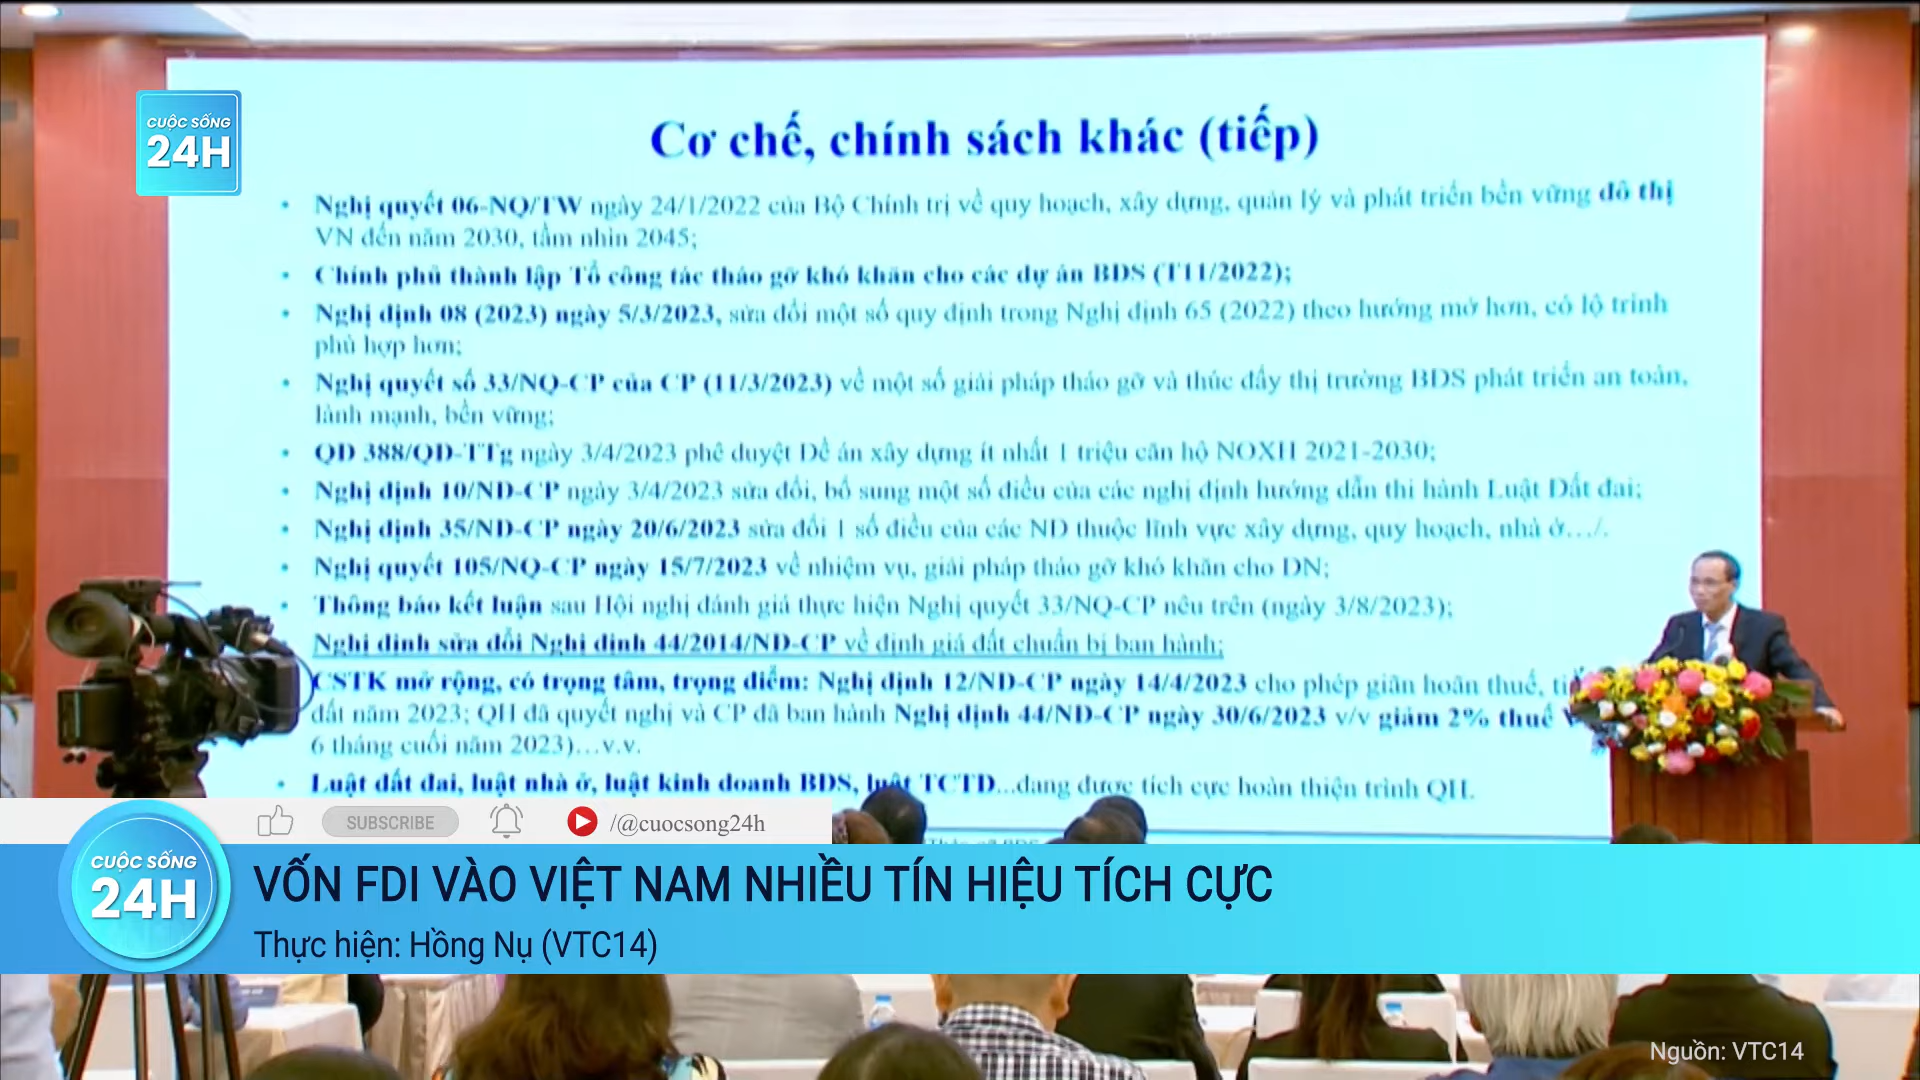 CUỘC SỐNG
24H
Cơ chế, chính sách khác (tiếp)
• Nghị quyết 06-NQ/TW ngày 24/1/2022 của Bộ Chính trị về quy hoạch, xây dựng, quản lý và phát triển bền vững đô thị
VN đến năm 2030, tầm nhìn 2045;
• Chính phủ thành lập Tổ công tác tháo gỡ khó khăn cho các dự án BĐS (T11/2022);
• Nghị định 08 (2023) ngày 5/3/2023, sửa đổi một số quy định trong Nghị định 65 (2022) theo hướng mở hơn, có lộ trình
phù hợp hơn;
• Nghị quyết số 33/NQ-CP của CP (11/3/2023) về một số giải pháp tháo gỡ và thúc đẩy thị trường BĐS phát triển an toàn,
lành mạnh, bền vững;
• QĐ 388/QĐ-TTg ngày 3/4/2023 phê duyệt Đề án xây dựng ít nhất 1 triệu căn hộ NOXH 2021-2030;
• Nghị định 10/NĐ-CP ngày 3/4/2023 sửa đổi, bổ sung một số điều của các nghị định hướng dẫn thi hành Luật Đất đai;
• Nghị định 35/NĐ-CP ngày 20/6/2023 sửa đổi 1 số điều của các NĐ thuộc lĩnh vực xây dựng, quy hoạch, nhà ở…/.
• Nghị quyết 105/NQ-CP ngày 15/7/2023 về nhiệm vụ, giải pháp tháo gỡ khó khăn cho DN;
• Thông báo kết luận sau Hội nghị đánh giá thực hiện Nghị quyết 33/NQ-CP nêu trên (ngày 3/8/2023);
Nghị định sửa đổi Nghị định 44/2014/NĐ-CP về định giá đất chuẩn bị ban hành;
CSTK mở rộng, có trọng tâm, trọng điểm: Nghị định 12/NĐ-CP ngày 14/4/2023 cho phép giãn hoãn thuế,
đất năm 2023; QH đã quyết nghị và CP đã ban hành Nghị định 44/NĐ-CP ngày 30/6/2023 v/v giảm 2% thuế
6 tháng cuối năm 2023)…v.v.
• Luật đất đai, luật nhà ở, luật kinh doanh BĐS, luật TCTD...đang được tích cực hoàn thiện trình QH.
SUBSCRIBE
/@cuocsong24h
CUỘC SỐNG
24H
VỐN FDI VÀO VIỆT NAM NHIỀU TÍN HIỆU TÍCH CỰC
Thực hiện: Hồng Nụ (VTC14)
Nguồn: VTC14